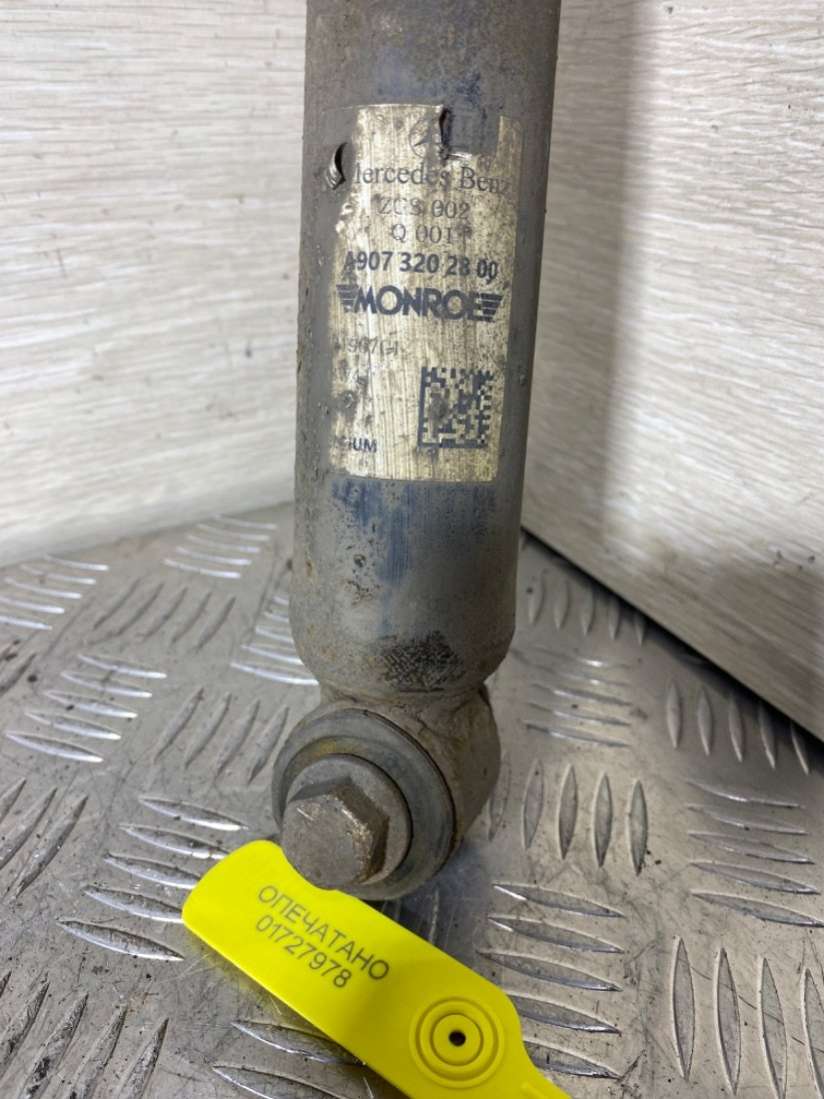 Mercedes Benz
ZCS 002
Q 001
A907 320 28 00
MONROE
ОПЕЧАТАНО
01727978